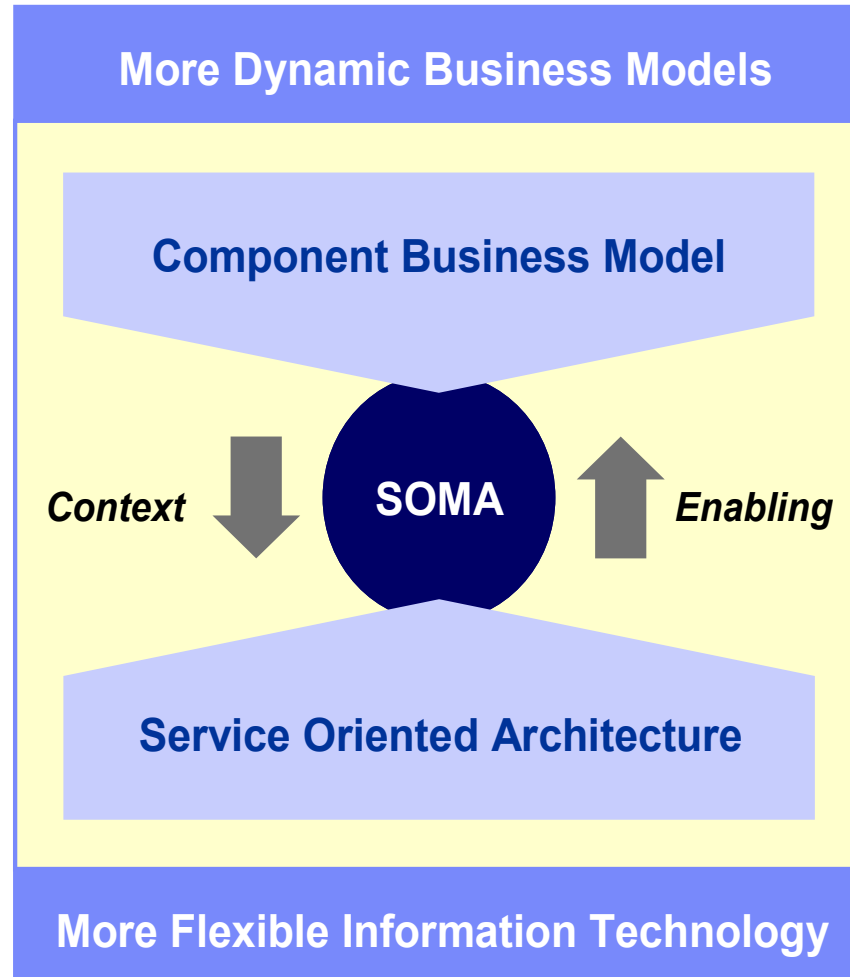 More Dynamic Business Models
Component Business Model
SOMA
Context
Enabling
Service Oriented Architecture
More Flexible Information Technology